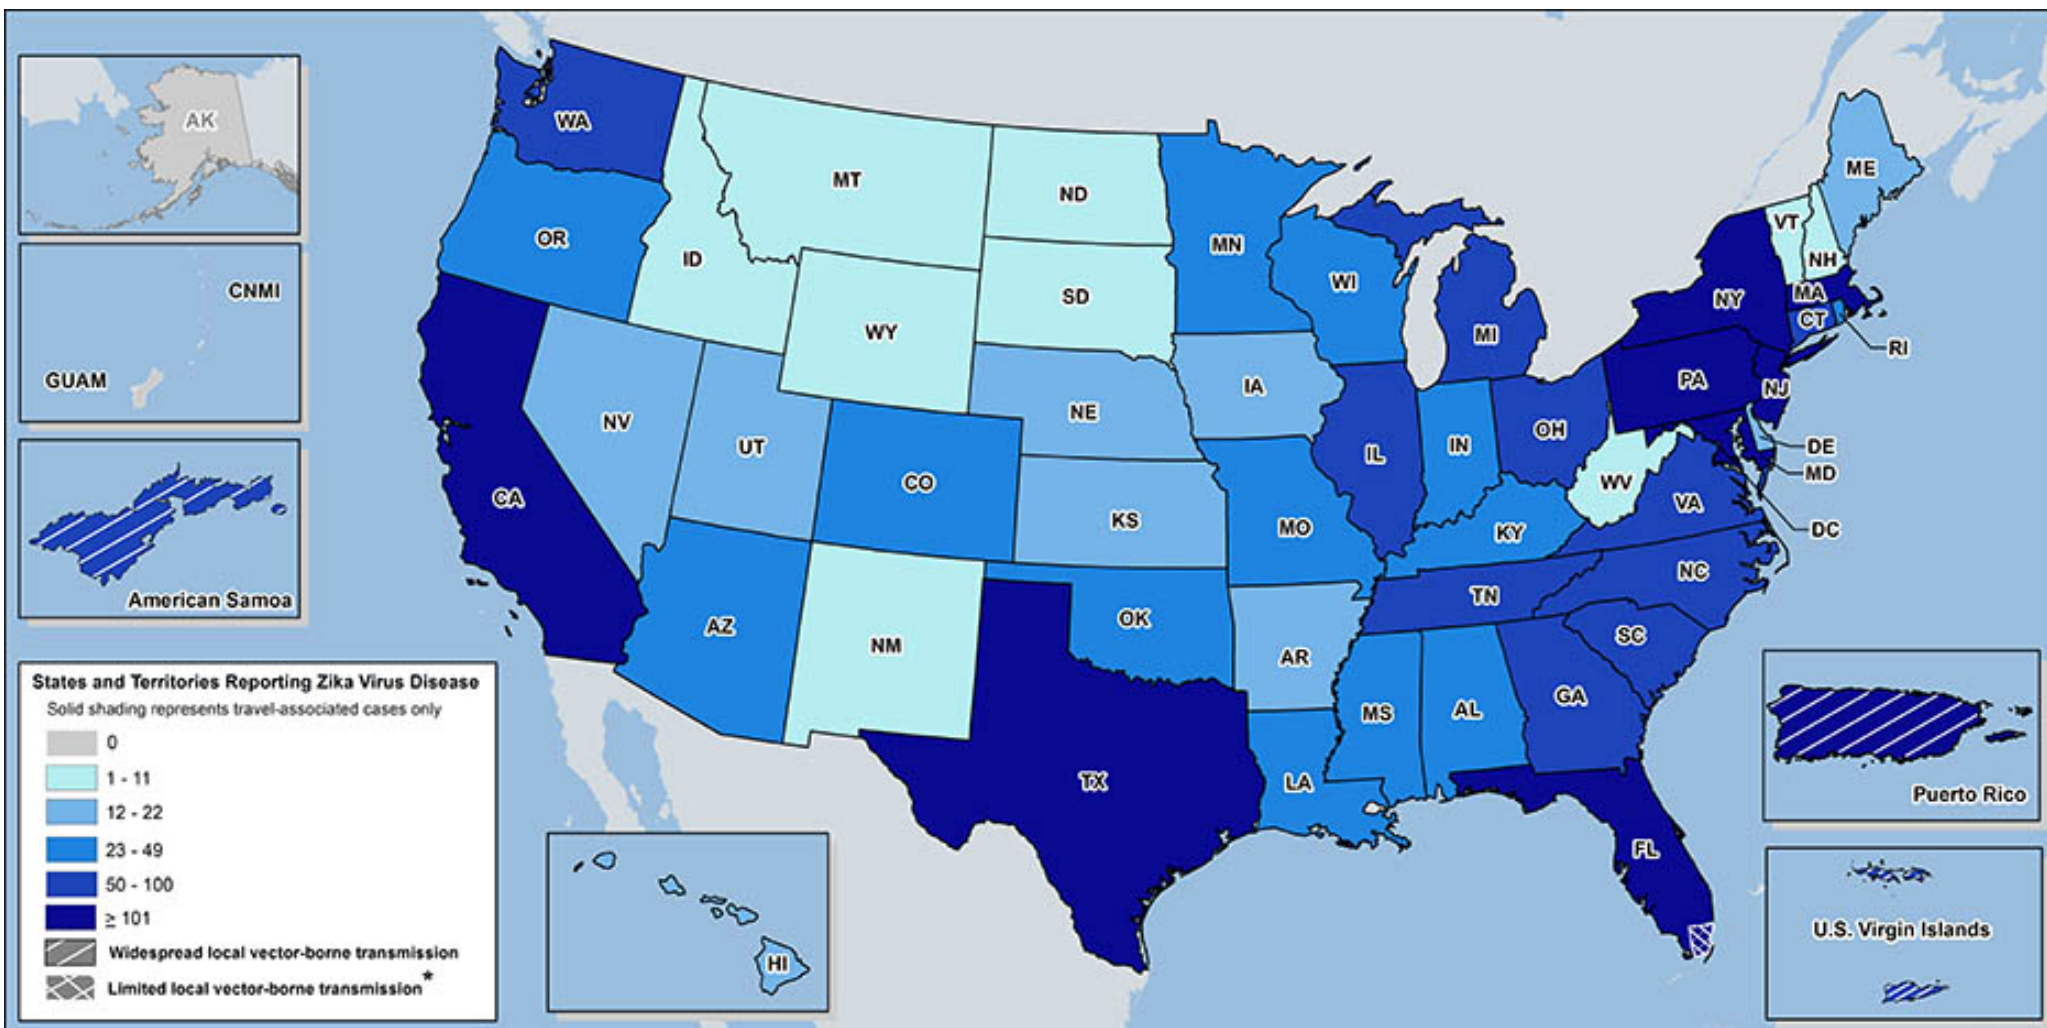 AK
CNMI
GUAM
American Samoa
States and Territories Reporting Zika Virus Disease
Solid shading represents travel-associated cases only
0
1 - 11
12 - 22
23 - 49
50 - 100
≥ 101
Widespread local vector-borne transmission
Limited local vector-borne transmission*
WA
OR
CA
ID
NV
MT
WY
UT
AZ
CO
NM
ND
SD
NE
KS
OK
TX
MN
IA
MO
AR
LA
WI
IL
MI
IN
OH
KY
TN
MS
AL
GA
FL
SC
NC
VA
WV
PA
NY
NJ
VT
NH
ME
MA
CT
RI
DE
MD
DC
HI
Puerto Rico
U.S. Virgin Islands